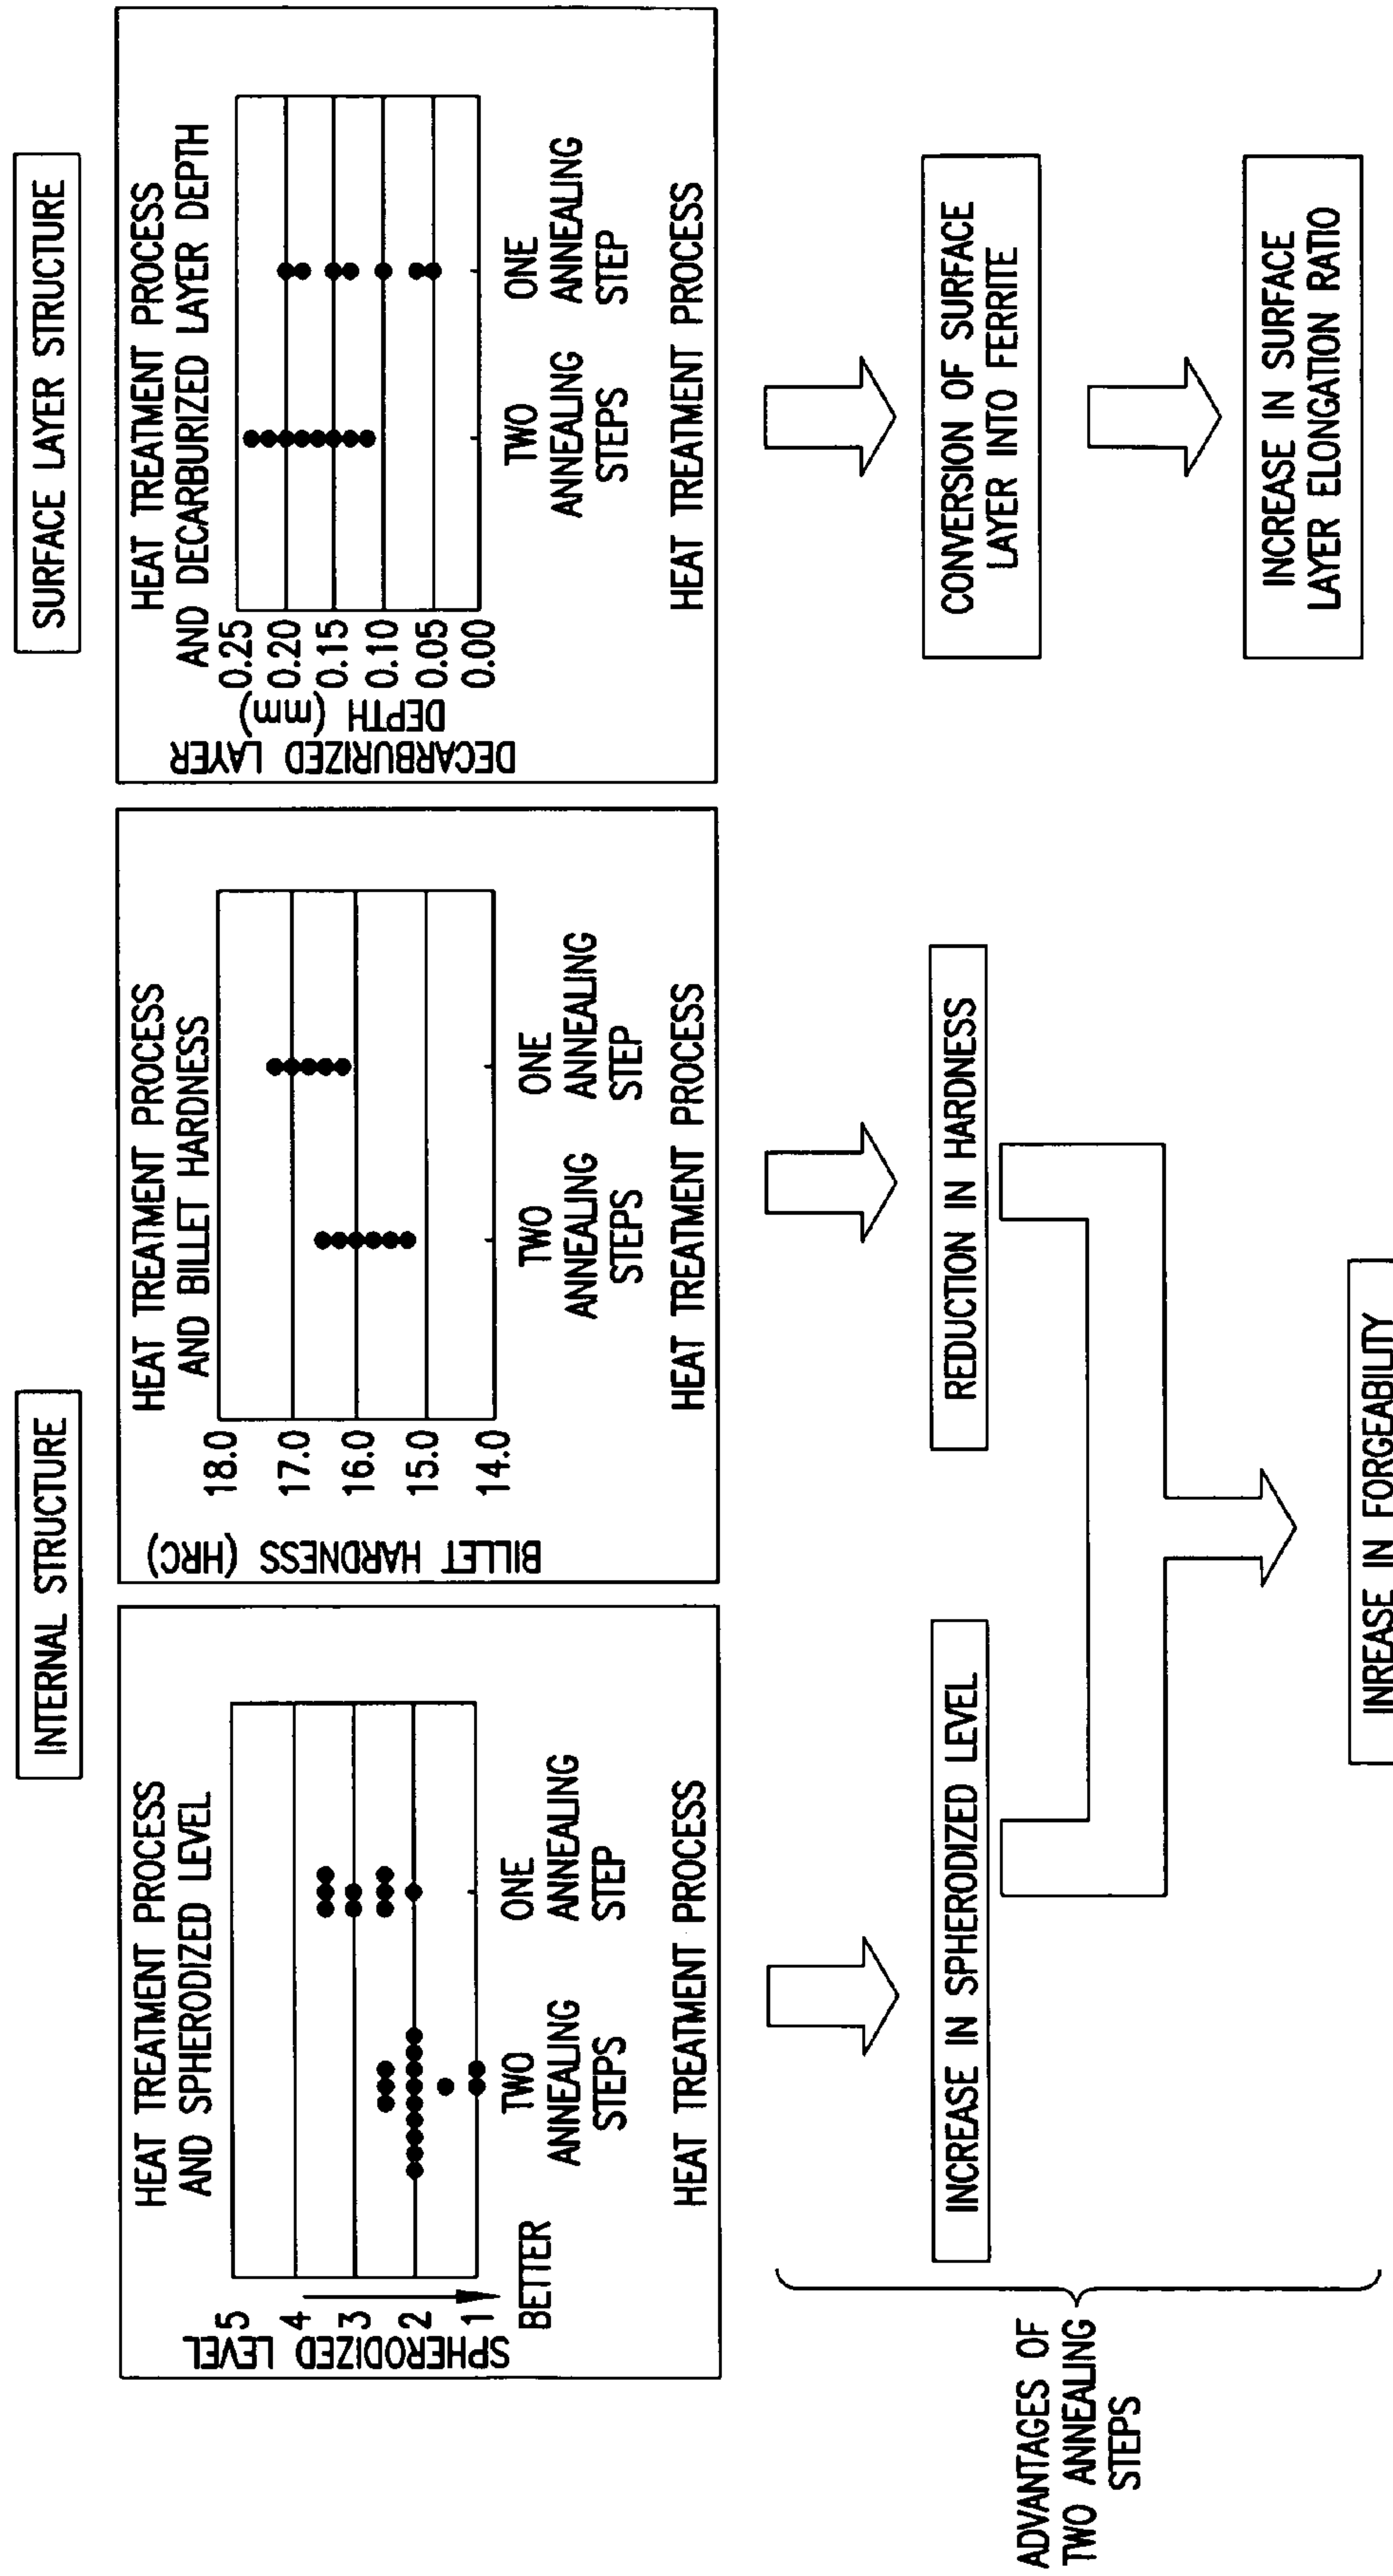 INTERNAL STRUCTURE
SURFACE LAYER STRUCTURE
HEAT TREATMENT PROCESS
AND SPHERODIZED LEVEL
SPHERODIZED LEVEL
5
4
3
2
1
BETTER
TWO
ANNEALING
STEPS
ONE
ANNEALING
STEP
HEAT TREATMENT PROCESS
HEAT TREATMENT PROCESS
AND BILLET HARDNESS
BILLET HARDNESS (HRC)
18.0
17.0
16.0
15.0
14.0
TWO
ANNEALING
STEPS
ONE
ANNEALING
STEP
HEAT TREATMENT PROCESS
HEAT TREATMENT PROCESS
AND DECARBURIZED LAYER DEPTH
DECARBURIZED LAYER
DEPTH (mm)
0.25
0.20
0.15
0.10
0.05
0.00
TWO
ANNEALING
STEPS
ONE
ANNEALING
STEP
HEAT TREATMENT PROCESS
ADVANTAGES OF
TWO ANNEALING
STEPS
INCREASE IN SPHERODIZED LEVEL
REDUCTION IN HARDNESS
CONVERSION OF SURFACE
LAYER INTO FERRITE
INCREASE IN SURFACE
LAYER ELONGATION RATIO
INREASE IN FORGEABILITY